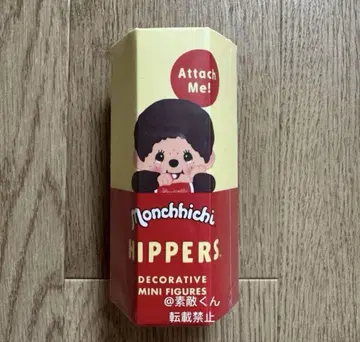 Attach
Me!
Monchhichi
HIPPERS
DECORATIVE
MINI FIGURES
@素敵くん
転載禁止